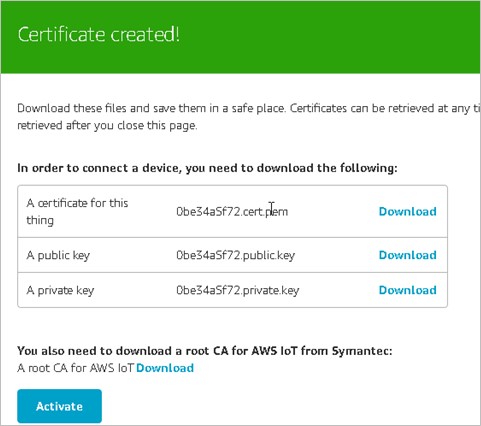 Certificate created!
Download these files and save them in a safe place. Certificates can be retrieved at any ti
retrieved after you close this page.
In order to connect a device, you need to download the following:
A certificate for this
thing
0be34a5f72.cert.pem
Download
A public key
0be34a5f72.public.key
Download
A private key
0be34a5f72.private.key
Download
You also need to download a root CA for AWS IoT from Symantec:
A root CA for AWS IoT Download
Activate